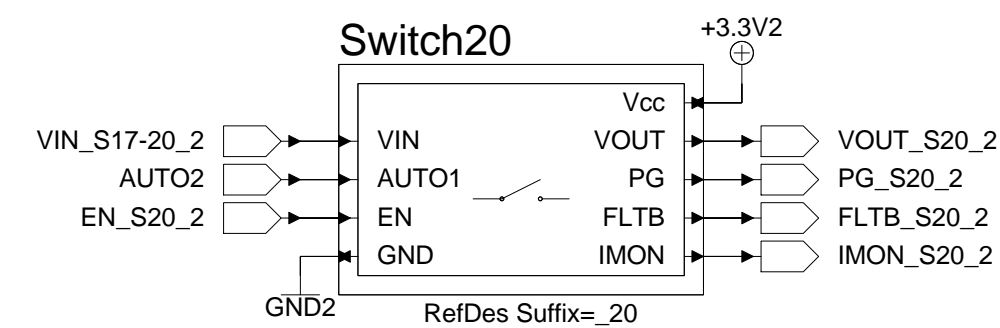 +3.3V2
Switch20
Vcc
VIN_S17-20_2 VIN VOUT VOUT_S20_2
AUTO2 AUTO1 PG PG_S20_2
EN_S20_2 EN FLTB FLTB_S20_2
GND IMON IMON_S20_2
GND2
RefDes Suffix=_20